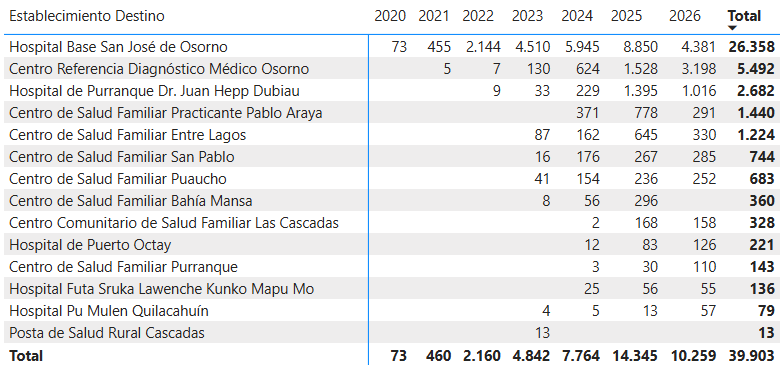 Establecimiento Destino 2020 2021 2022 2023 2024 2025 2026 Total
Hospital Base San José de Osorno 73 455 2.144 4.510 5.945 8.850 4.381 26.358
Centro Referencia Diagnóstico Médico Osorno 5 7 130 624 1.528 3.198 5.492
Hospital de Purranque Dr. Juan Hepp Dubiau 9 33 229 1.395 1.016 2.682
Centro de Salud Familiar Practicante Pablo Araya 371 778 291 1.440
Centro de Salud Familiar Entre Lagos 87 162 645 330 1.224
Centro de Salud Familiar San Pablo 16 176 267 285 744
Centro de Salud Familiar Puaucho 41 154 236 252 683
Centro de Salud Familiar Bahía Mansa 8 56 296 360
Centro Comunitario de Salud Familiar Las Cascadas 2 168 158 328
Hospital de Puerto Octay 12 83 126 221
Centro de Salud Familiar Purranque 3 30 110 143
Hospital Futa Sruka Lawenche Kunko Mapu Mo 25 56 55 136
Hospital Pu Mulen Quilacahuín 4 5 13 57 79
Posta de Salud Rural Cascadas 13 13
Total 73 460 2.160 4.842 7.764 14.345 10.259 39.903